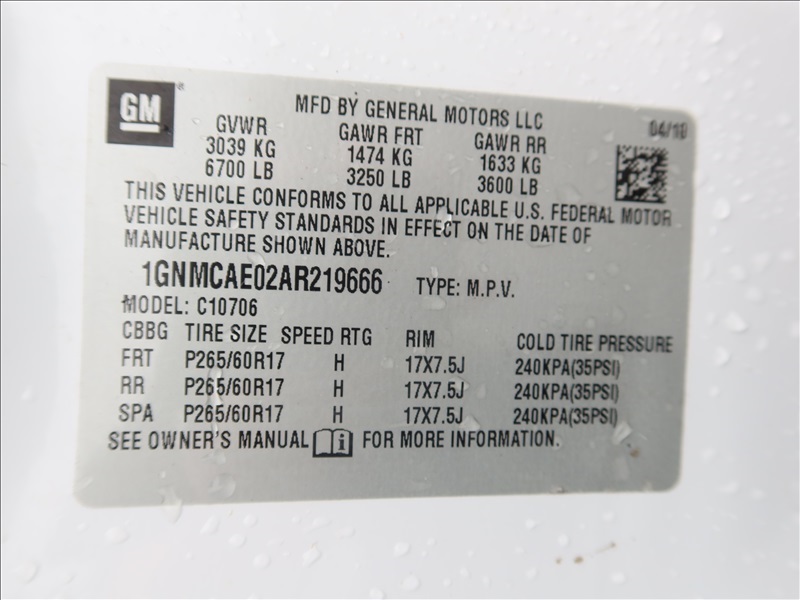 GM
MFD BY GENERAL MOTORS LLC
04/10
GVWR GAWR FRT GAWR RR
3039 KG 1474 KG 1633 KG
6700 LB 3250 LB 3600 LB
THIS VEHICLE CONFORMS TO ALL APPLICABLE U.S. FEDERAL MOTOR
VEHICLE SAFETY STANDARDS IN EFFECT ON THE DATE OF
MANUFACTURE SHOWN ABOVE.
1GNMCAE02AR219666 TYPE: M.P.V.
MODEL: C10706
CBBG TIRE SIZE SPEED RTG RIM COLD TIRE PRESSURE
FRT P265/60R17 H 17X7.5J 240KPA(35PSI)
RR P265/60R17 H 17X7.5J 240KPA(35PSI)
SPA P265/60R17 H 17X7.5J 240KPA(35PSI)
SEE OWNER'S MANUAL i FOR MORE INFORMATION.